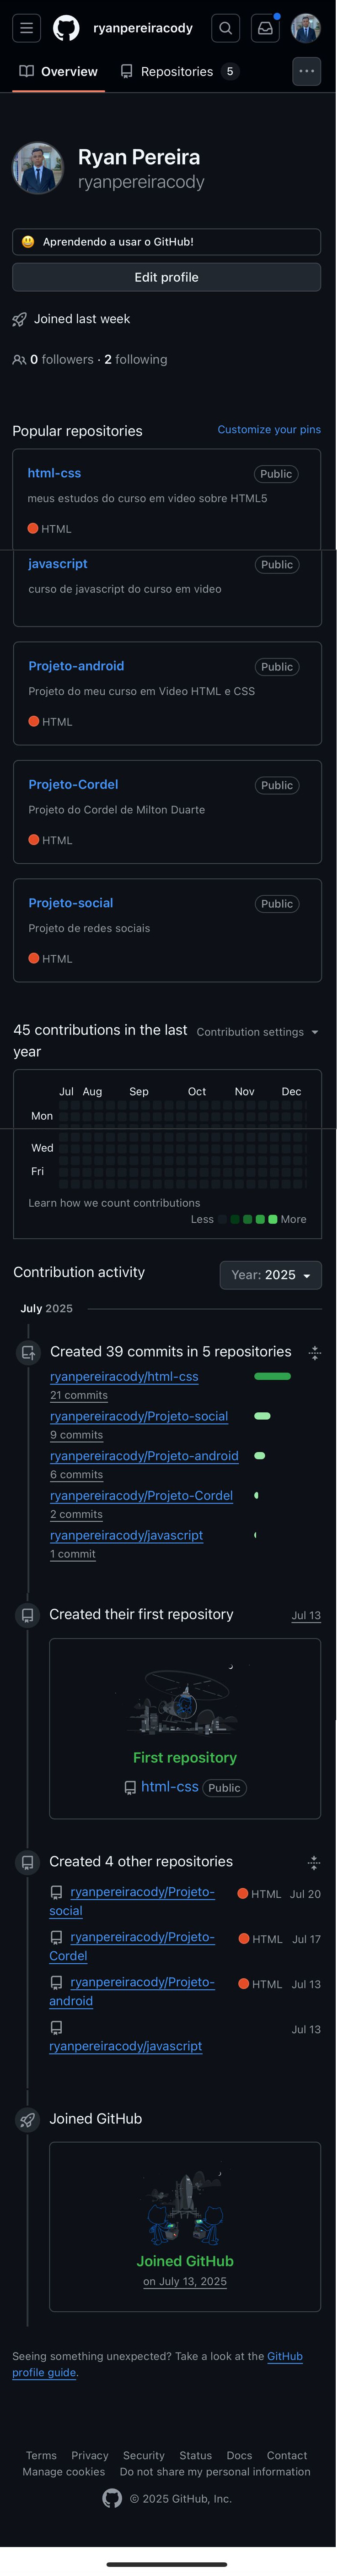 ryanpereiracody
Overview
Repositories 5
Ryan Pereira
ryanpereiracody
😃 Aprendendo a usar o GitHub!
Edit profile
Joined last week
0 followers · 2 following
Popular repositories Customize your pins
html-css Public
meus estudos do curso em video sobre HTML5
HTML
javascript Public
curso de javascript do curso em video
Projeto-android Public
Projeto do meu curso em Video HTML e CSS
HTML
Projeto-Cordel Public
Projeto do Cordel de Milton Duarte
HTML
Projeto-social Public
Projeto de redes sociais
HTML
45 contributions in the last Contribution settings
year
Jul Aug Sep Oct Nov Dec
Mon
Wed
Fri
Learn how we count contributions
Less More
Contribution activity Year: 2025
July 2025
Created 39 commits in 5 repositories
ryanpereiracody/html-css
21 commits
ryanpereiracody/Projeto-social
9 commits
ryanpereiracody/Projeto-android
6 commits
ryanpereiracody/Projeto-Cordel
2 commits
ryanpereiracody/javascript
1 commit
Created their first repository Jul 13
First repository
html-css Public
Created 4 other repositories
ryanpereiracody/Projeto- HTML Jul 20
social
ryanpereiracody/Projeto- HTML Jul 17
Cordel
ryanpereiracody/Projeto- HTML Jul 13
android
Jul 13
ryanpereiracody/javascript
Joined GitHub
Joined GitHub
on July 13, 2025
Seeing something unexpected? Take a look at the GitHub
profile guide.
Terms Privacy Security Status Docs Contact
Manage cookies Do not share my personal information
© 2025 GitHub, Inc.